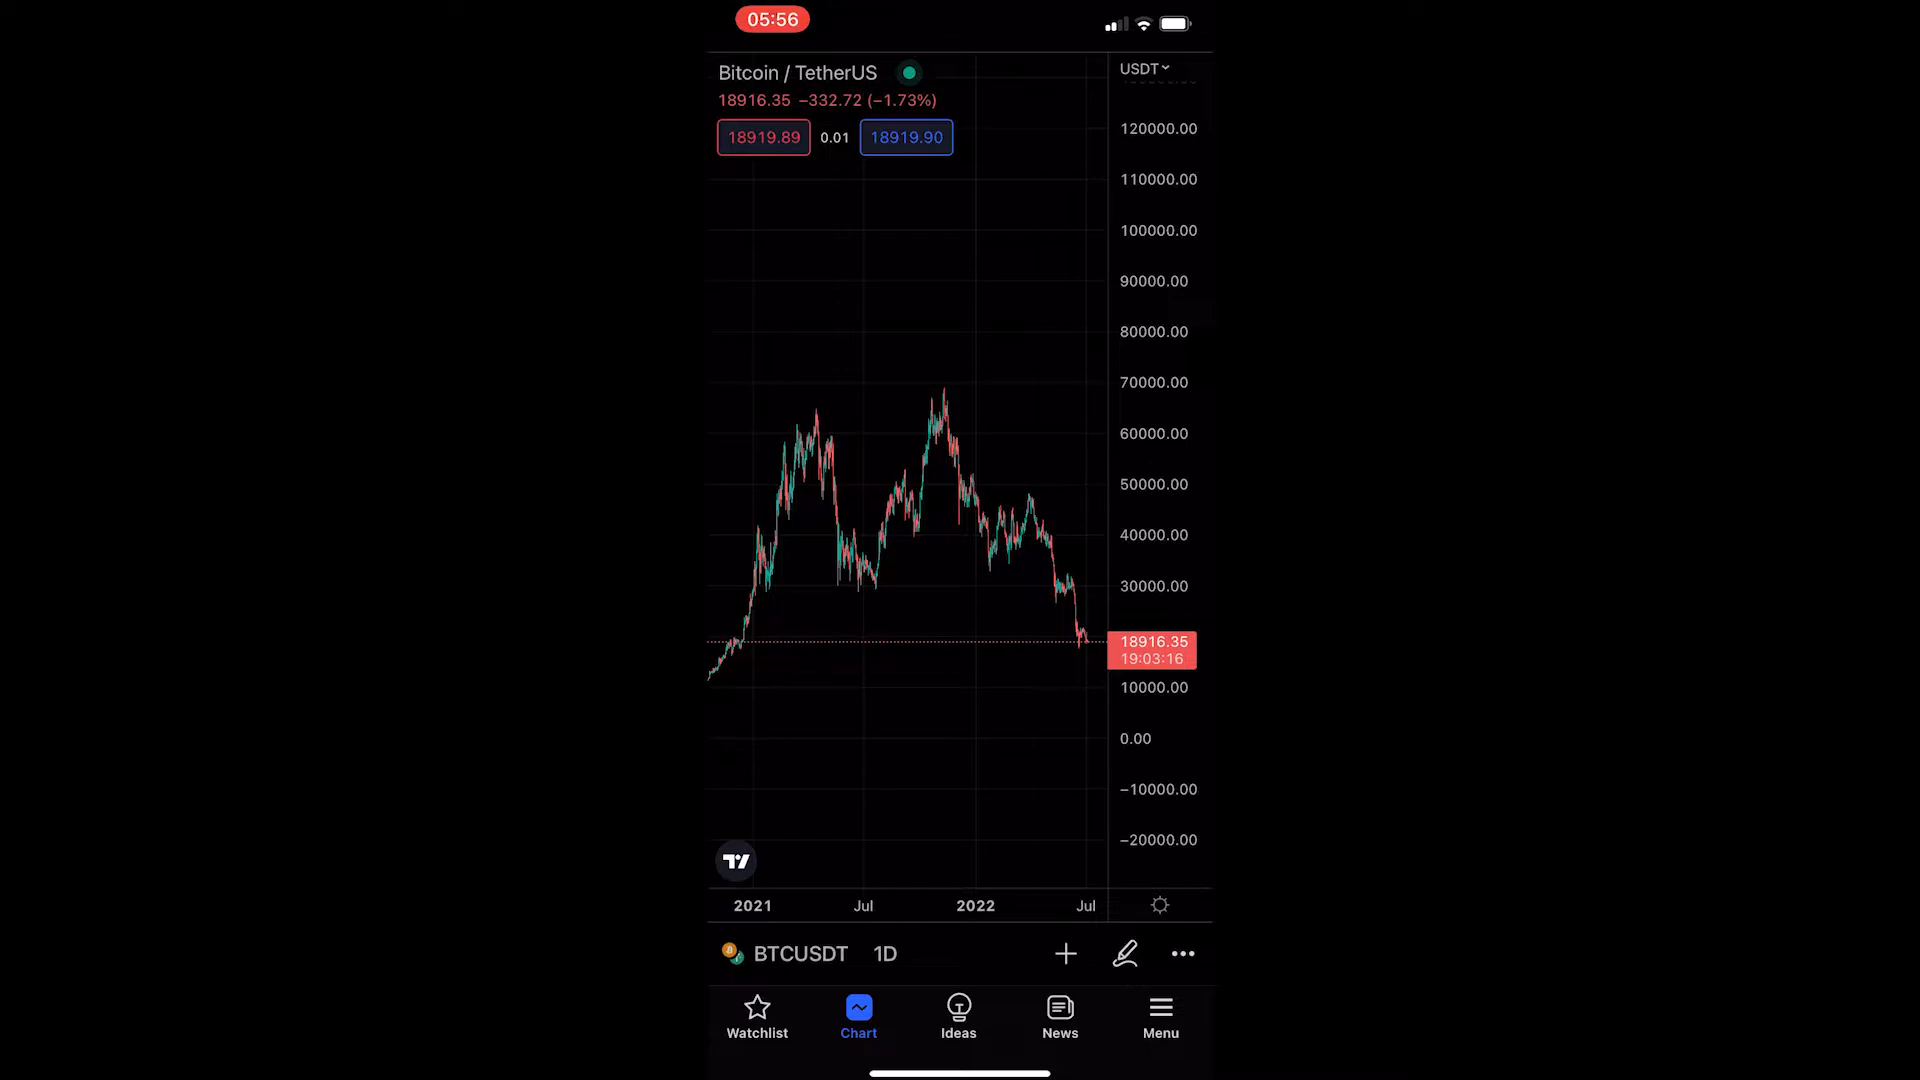 05:56
Bitcoin / TetherUS
USDT
18916.35 −332.72 (−1.73%)
18919.89 0.01 18919.90
120000.00
110000.00
100000.00
90000.00
80000.00
70000.00
60000.00
50000.00
40000.00
30000.00
18916.35
19:03:16
10000.00
0.00
−10000.00
−20000.00
2021 Jul 2022 Jul
BTCUSDT 1D
Watchlist Chart Ideas News Menu